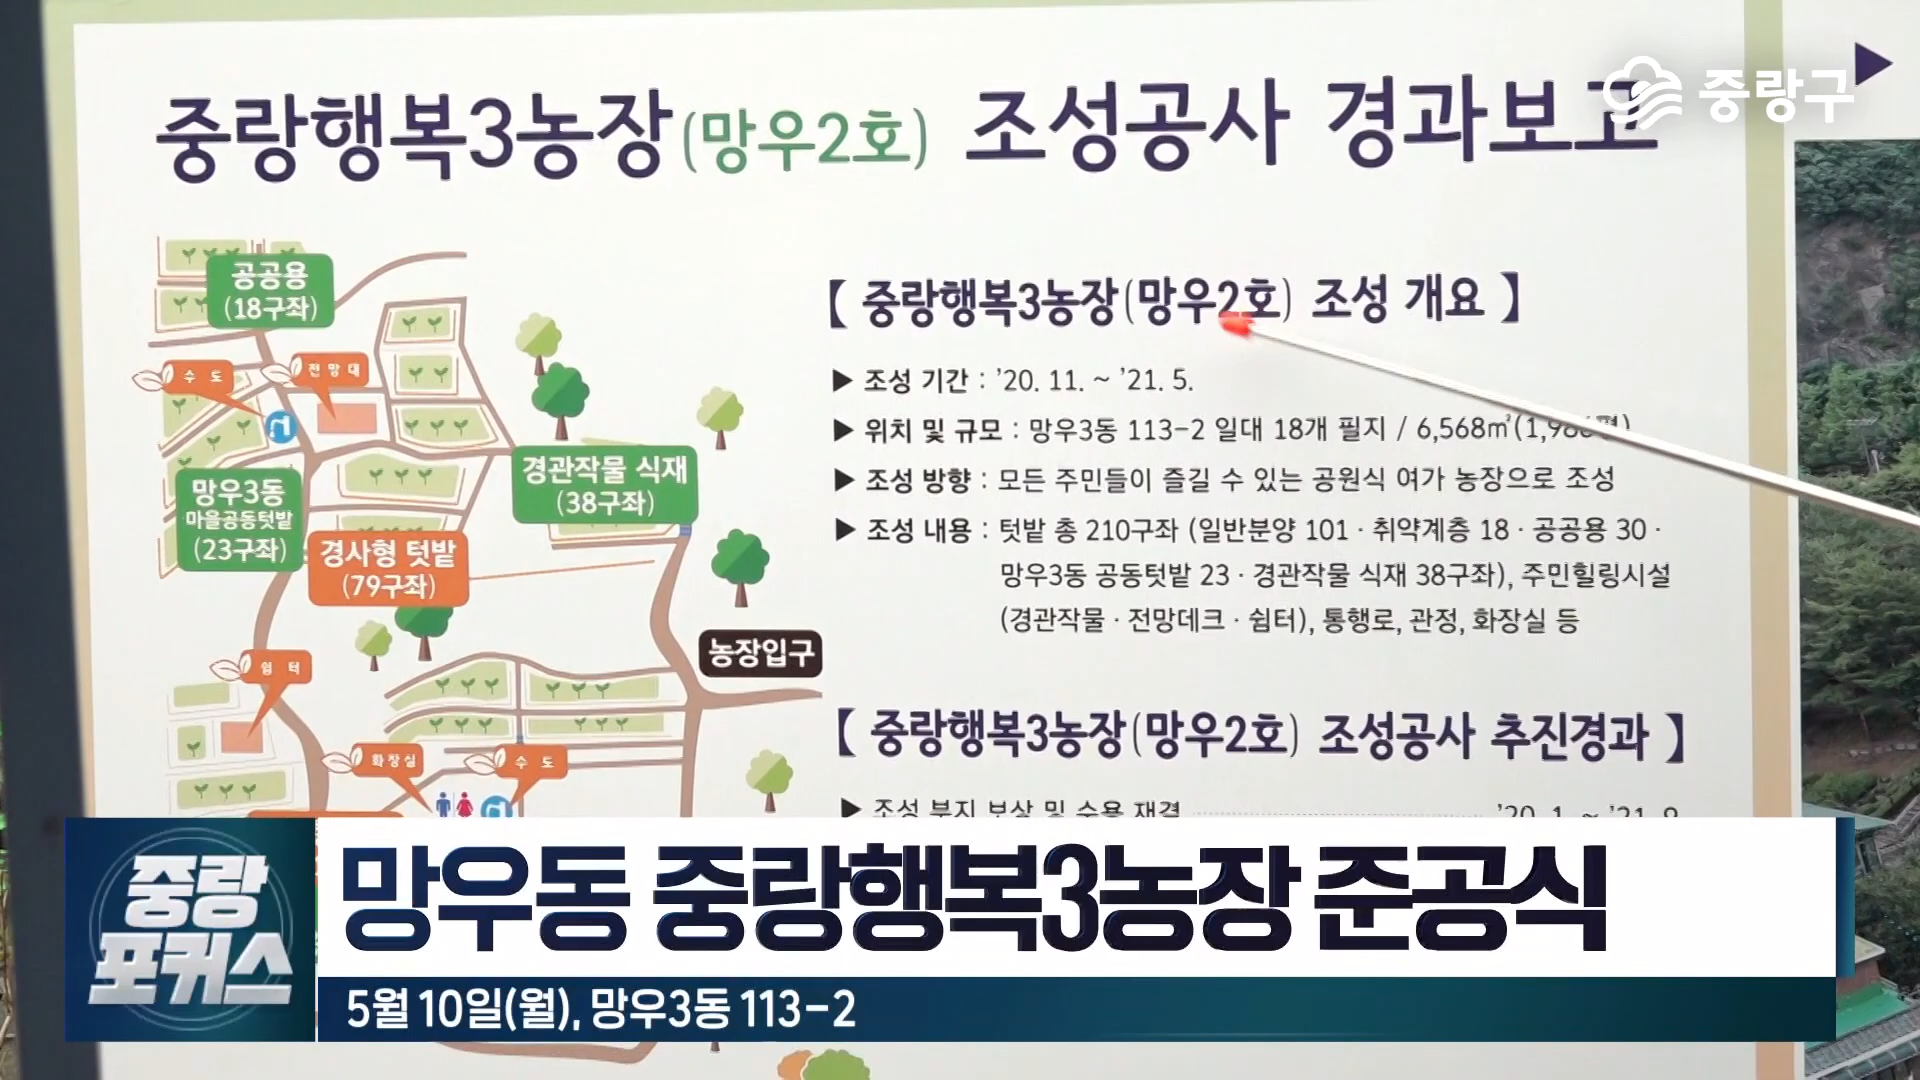 중랑구
중랑행복3농장(망우2호) 조성공사 경과보고
공공용
(18구좌)
수 도
전망대
망우3동
마을공동텃밭
(23구좌)
경관작물 식재
(38구좌)
경사형 텃밭
(79구좌)
농장입구
쉼 터
화장실
수 도
【 중랑행복3농장(망우2호) 조성 개요 】
▶ 조성 기간 : ’20. 11. ~ ’21. 5.
▶ 위치 및 규모 : 망우3동 113-2 일대 18개 필지 / 6,568㎡
▶ 조성 방향 : 모든 주민들이 즐길 수 있는 공원식 여가 농장으로 조성
▶ 조성 내용 : 텃밭 총 210구좌 (일반분양 101 · 취약계층 18 · 공공용 30 ·
망우3동 공동텃밭 23 · 경관작물 식재 38구좌), 주민힐링시설
(경관작물 · 전망데크 · 쉼터), 통행로, 관정, 화장실 등
【 중랑행복3농장(망우2호) 조성공사 추진경과 】
▶ 조성 부지 보상 및 수용 재결
중랑
포커스
망우동 중랑행복3농장 준공식
5월 10일(월), 망우3동 113-2